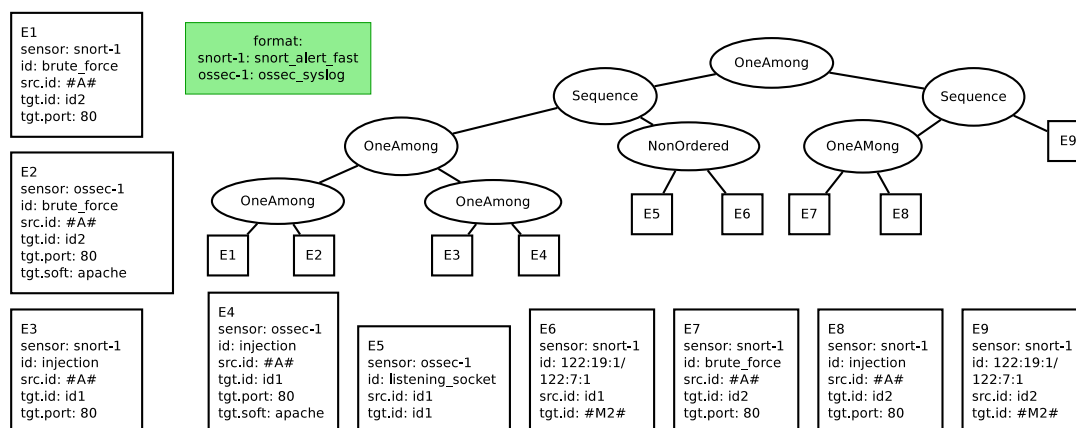 E1
sensor: snort-1
id: brute_force
src.id: #A#
tgt.id: id2
tgt.port: 80
format:
snort-1: snort_alert_fast
ossec-1: ossec_syslog
OneAmong
Sequence
Sequence
OneAmong
NonOrdered
OneAMong
E9
OneAmong
OneAmong
E5
E6
E7
E8
E1
E2
E3
E4
E2
sensor: ossec-1
id: brute_force
src.id: #A#
tgt.id: id2
tgt.port: 80
tgt.soft: apache
E3
sensor: snort-1
id: injection
src.id: #A#
tgt.id: id1
tgt.port: 80
E4
sensor: ossec-1
id: injection
src.id: #A#
tgt.id: id1
tgt.port: 80
tgt.soft: apache
E5
sensor: ossec-1
id: listening_socket
src.id: id1
tgt.id: id1
E6
sensor: snort-1
id: 122:19:1/
122:7:1
src.id: id1
tgt.id: #M2#
E7
sensor: snort-1
id: brute_force
src.id: #A#
tgt.id: id2
tgt.port: 80
E8
sensor: snort-1
id: injection
src.id: #A#
tgt.id: id2
tgt.port: 80
E9
sensor: snort-1
id: 122:19:1/
122:7:1
src.id: id2
tgt.id: #M2#